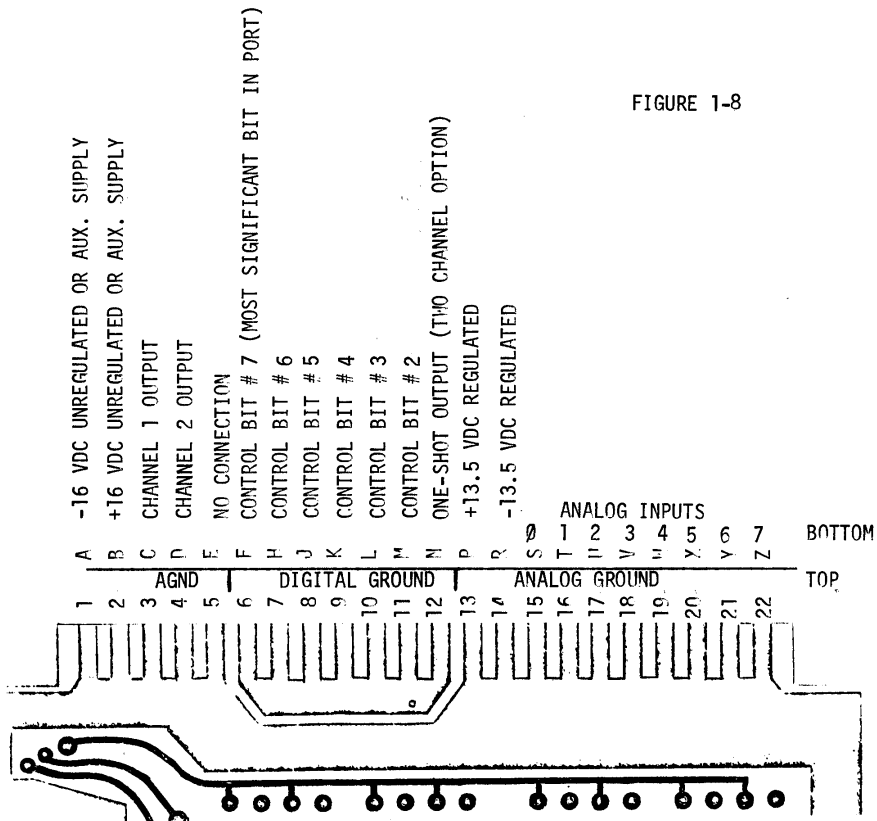 FIGURE 1-8
-16 VDC UNREGULATED OR AUX. SUPPLY
+16 VDC UNREGULATED OR AUX. SUPPLY
CHANNEL 1 OUTPUT
CHANNEL 2 OUTPUT
NO CONNECTION
CONTROL BIT # 7 (MOST SIGNIFICANT BIT IN PORT)
CONTROL BIT # 6
CONTROL BIT # 5
CONTROL BIT # 4
CONTROL BIT # 3
CONTROL BIT # 2
ONE-SHOT OUTPUT (TWO CHANNEL OPTION)
+13.5 VDC REGULATED
-13.5 VDC REGULATED
ANALOG INPUTS
Ø 1 2 3 4 5 6 7
A B C D E F H J K L M N P R S T U V W X Y Z BOTTOM
AGND DIGITAL GROUND ANALOG GROUND TOP
1 2 3 4 5 6 7 8 9 10 11 12 13 14 15 16 17 18 19 20 21 22